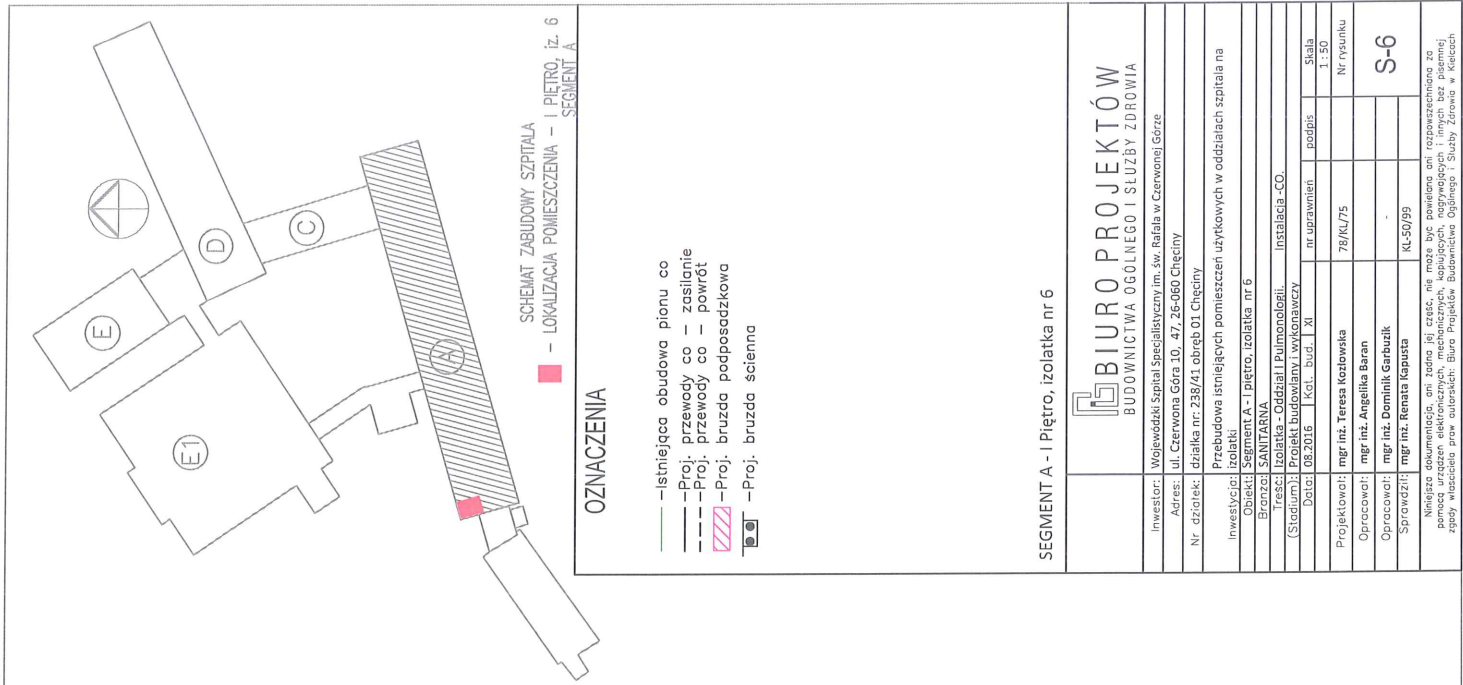 E
E1
D
C
A
SCHEMAT ZABUDOWY SZPITALA
- LOKALIZACJA POMIESZCZENIA - I PIĘTRO, iz. 6
SEGMENT A
OZNACZENIA
-Istniejąca obudowa pionu co
-Proj. przewody co - zasilanie
-Proj. przewody co - powrót
-Proj. bruzda podposadzkowa
-Proj. bruzda ścienna
SEGMENT A - I Piętro, izolatka nr 6
BIURO PROJEKTÓW
BUDOWNICTWA OGÓLNEGO I SŁUŻBY ZDROWIA
Inwestor: Wojewódzki Szpital Specjalistyczny im. św. Rafała w Czerwonej Górze
Adres: ul. Czerwona Góra 10, 47, 26-060 Chęciny
Nr działek: działka nr: 238/41 obręb 01 Chęciny
Inwestycja: Przebudowa istniejących pomieszczeń użytkowych w oddziałach szpitala na
izolatki
Obiekt: Segment A - I piętro, izolatka nr 6
Branża: SANITARNA
Treść: Izolatka - Oddział I Pulmonologii. Instalacja -CO.
(Stadium): Projekt budowlany i wykonawczy
Data: 08.2016 Kat. bud. XI nr uprawnień podpis Skala
1 : 50
Projektował: mgr inż. Teresa Kozłowska 78/KL/75 Nr rysunku
Opracował: mgr inż. Angelika Baran
Opracował: mgr inż. Dominik Garbuzik - S-6
Sprawdził: mgr inż. Renata Kapusta KL-50/99
Niniejsza dokumentacja, ani żadna jej część, nie może być powielana ani rozpowszechniana za
pomocą urządzeń elektronicznych, mechanicznych, kopiujących, nagrywających i innych bez pisemnej
zgody właściciela praw autorskich: Biura Projektów Budownictwa Ogólnego i Służby Zdrowia w Kielcach